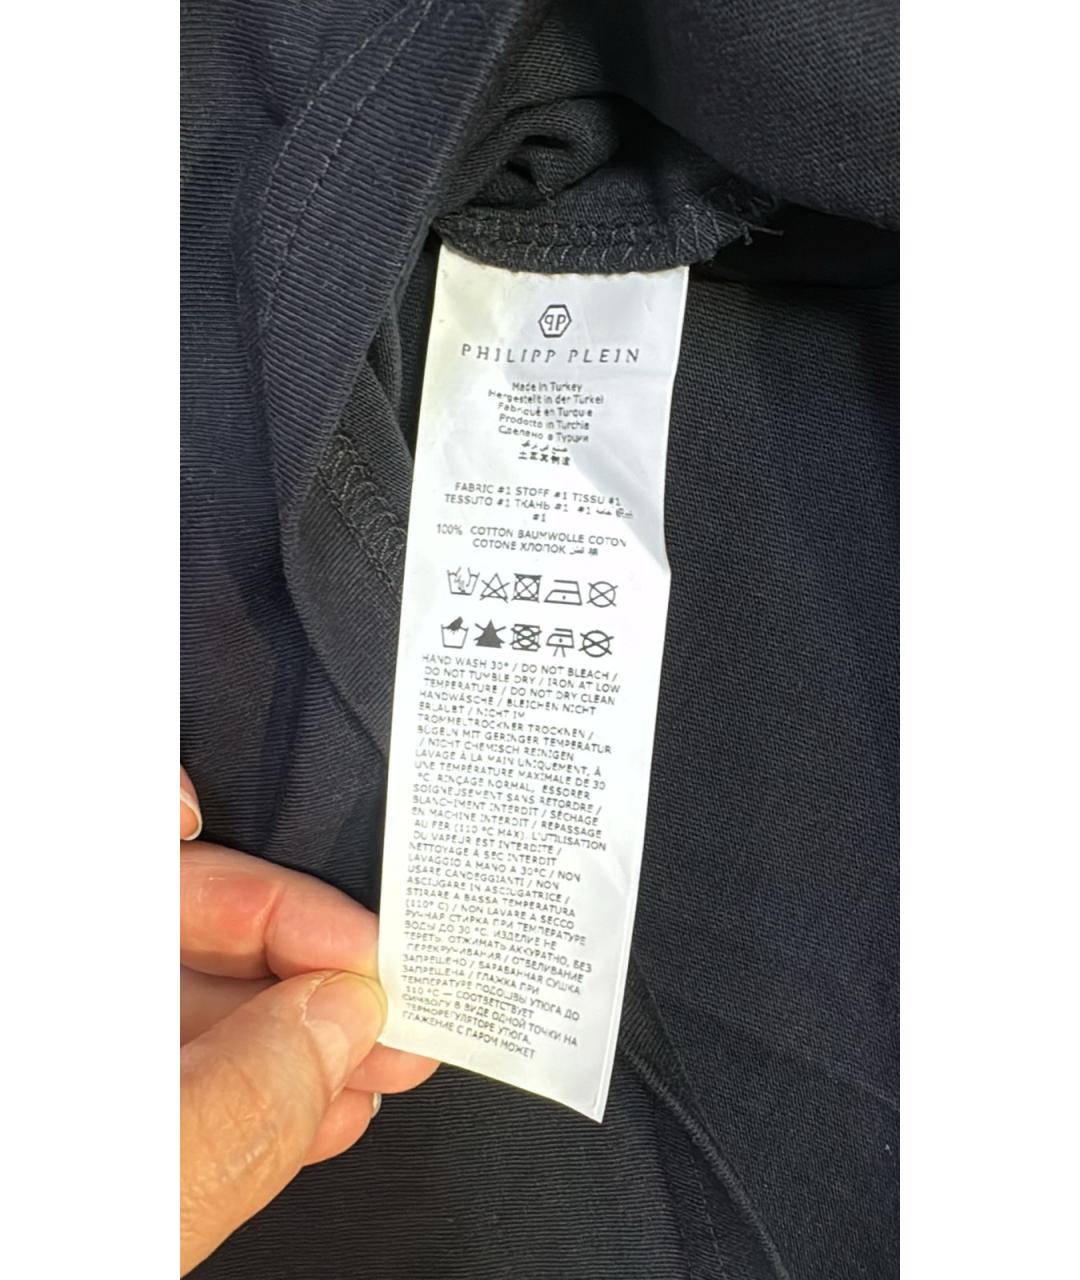 PHILIPP PLEIN
Made in Turkey
Hergestellt in der Türkei
Fabriqué en Turquie
Prodotto in Turchia
Сделано в Турции
土耳其制造
FABRIC #1 STOFF #1 TISSU #1
TESSUTO #1 ТКАНЬ #1 #1
#1
100% COTTON BAUMWOLLE COTON
COTONE ХЛОПОК قطن 棉
HAND WASH 30° / DO NOT BLEACH /
DO NOT TUMBLE DRY / IRON AT LOW
TEMPERATURE / DO NOT DRY CLEAN
HANDWÄSCHE / BLEICHEN NICHT
ERLAUBT / NICHT IM
TROMMELTROCKNER TROCKNEN /
BÜGELN MIT GERINGER TEMPERATUR
/ NICHT CHEMISCH REINIGEN
LAVAGE À LA MAIN UNIQUEMENT, À
UNE TEMPÉRATURE MAXIMALE DE 30
°C. RINÇAGE NORMAL, ESSORER
SOIGNEUSEMENT SANS RETORDRE /
BLANCHIMENT INTERDIT / SÉCHAGE
EN MACHINE INTERDIT / REPASSAGE
AU FER (110 °C MAX). L'UTILISATION
DU VAPEUR EST INTERDITE /
NETTOYAGE À SEC INTERDIT
LAVAGGIO A MANO A 30°C / NON
USARE CANDEGGIANTI / NON
ASCIUGARE IN ASCIUGATRICE /
STIRARE A BASSA TEMPERATURA
(110° C) / NON LAVARE A SECCO
РУЧНАЯ СТИРКА ПРИ ТЕМПЕРАТУРЕ
ВОДЫ ДО 30 °C. ИЗДЕЛИЕ НЕ
ТЕРЕТЬ, ОТЖИМАТЬ АККУРАТНО, БЕЗ
ПЕРЕКРУЧИВАНИЯ / ОТБЕЛИВАНИЕ
ЗАПРЕЩЕНО / БАРАБАННАЯ СУШКА
ЗАПРЕЩЕНА / ГЛАЖКА ПРИ
ТЕМПЕРАТУРЕ ПОДОШВЫ УТЮГА ДО
110 °C — СООТВЕТСТВУЕТ
СИМВОЛУ В ВИДЕ ОДНОЙ ТОЧКИ НА
ТЕРМОРЕГУЛЯТОРЕ УТЮГА.
ГЛАЖЕНИЕ С ПАРОМ МОЖЕТ